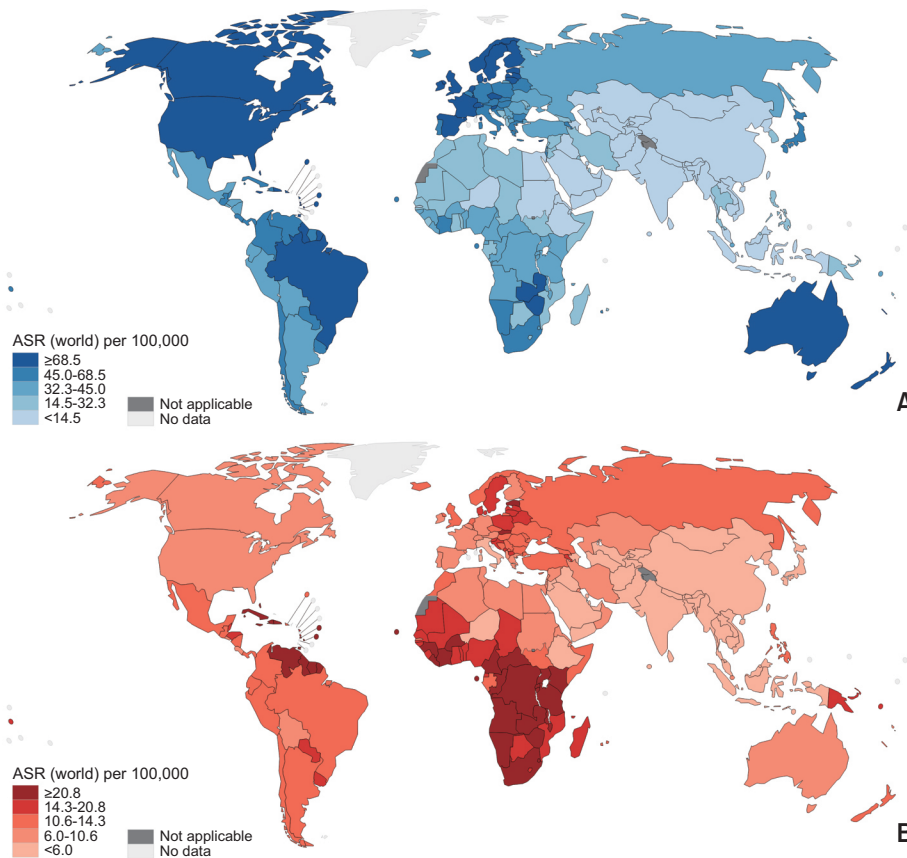 ASR (world) per 100,000
≥68.5
45.0-68.5
32.3-45.0
14.5-32.3
<14.5
Not applicable
No data
A
ASR (world) per 100,000
≥20.8
14.3-20.8
10.6-14.3
6.0-10.6
<6.0
Not applicable
No data
B